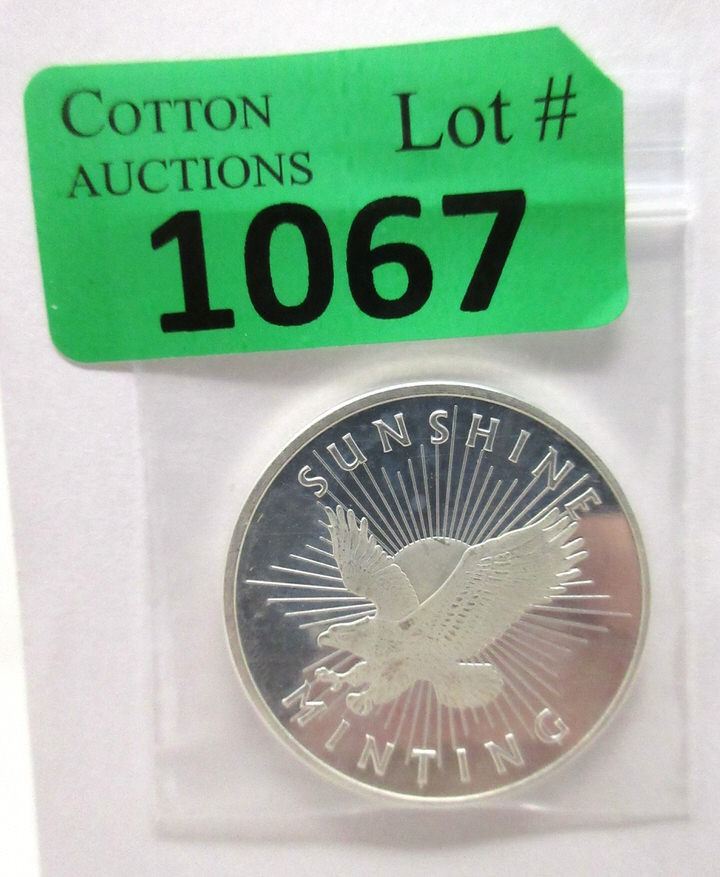 COTTON
AUCTIONS
Lot #
1067
SUNSHINE
MINTING